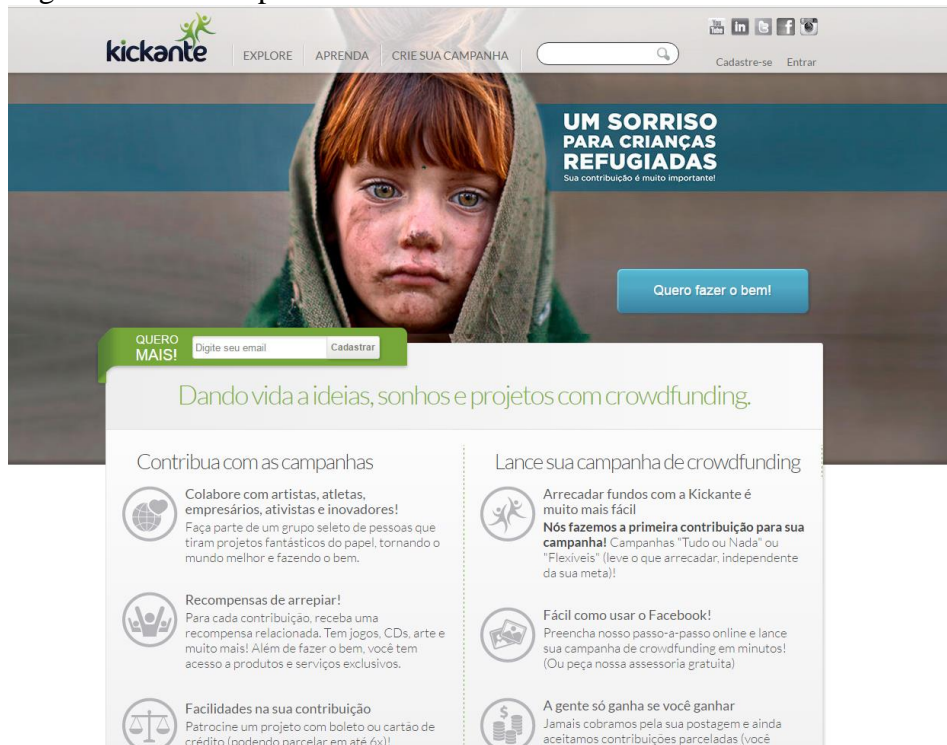 kickante
EXPLORE
APRENDA
CRIE SUA CAMPANHA
You
Tube
in
f
Cadastre-se
Entrar
UM SORRISO
PARA CRIANÇAS
REFUGIADAS
Sua contribuição é muito importante!
Quero fazer o bem!
QUERO
MAIS!
Digite seu email
Cadastrar
Dando vida a ideias, sonhos e projetos com crowdfunding.
Contribua com as campanhas
Colabore com artistas, atletas,
empresários, ativistas e inovadores!
Faça parte de um grupo seleto de pessoas que
tiram projetos fantásticos do papel, tornando o
mundo melhor e fazendo o bem.
Recompensas de arrepiar!
Para cada contribuição, receba uma
recompensa relacionada. Tem jogos, CDs, arte e
muito mais! Além de fazer o bem, você tem
acesso a produtos e serviços exclusivos.
Facilidades na sua contribuição
Patrocine um projeto com boleto ou cartão de
crédito (podendo parcelar em até 6x)!
Lance sua campanha de crowdfunding
Arrecadar fundos com a Kickante é
muito mais fácil
Nós fazemos a primeira contribuição para sua
campanha! Campanhas "Tudo ou Nada" ou
"Flexíveis" (leve o que arrecadar, independente
da sua meta)!
Fácil como usar o Facebook!
Preencha nosso passo-a-passo online e lance
sua campanha de crowdfunding em minutos!
(Ou peça nossa assessoria gratuita)
A gente só ganha se você ganhar
Jamais cobramos pela sua postagem e ainda
aceitamos contribuições parceladas (você